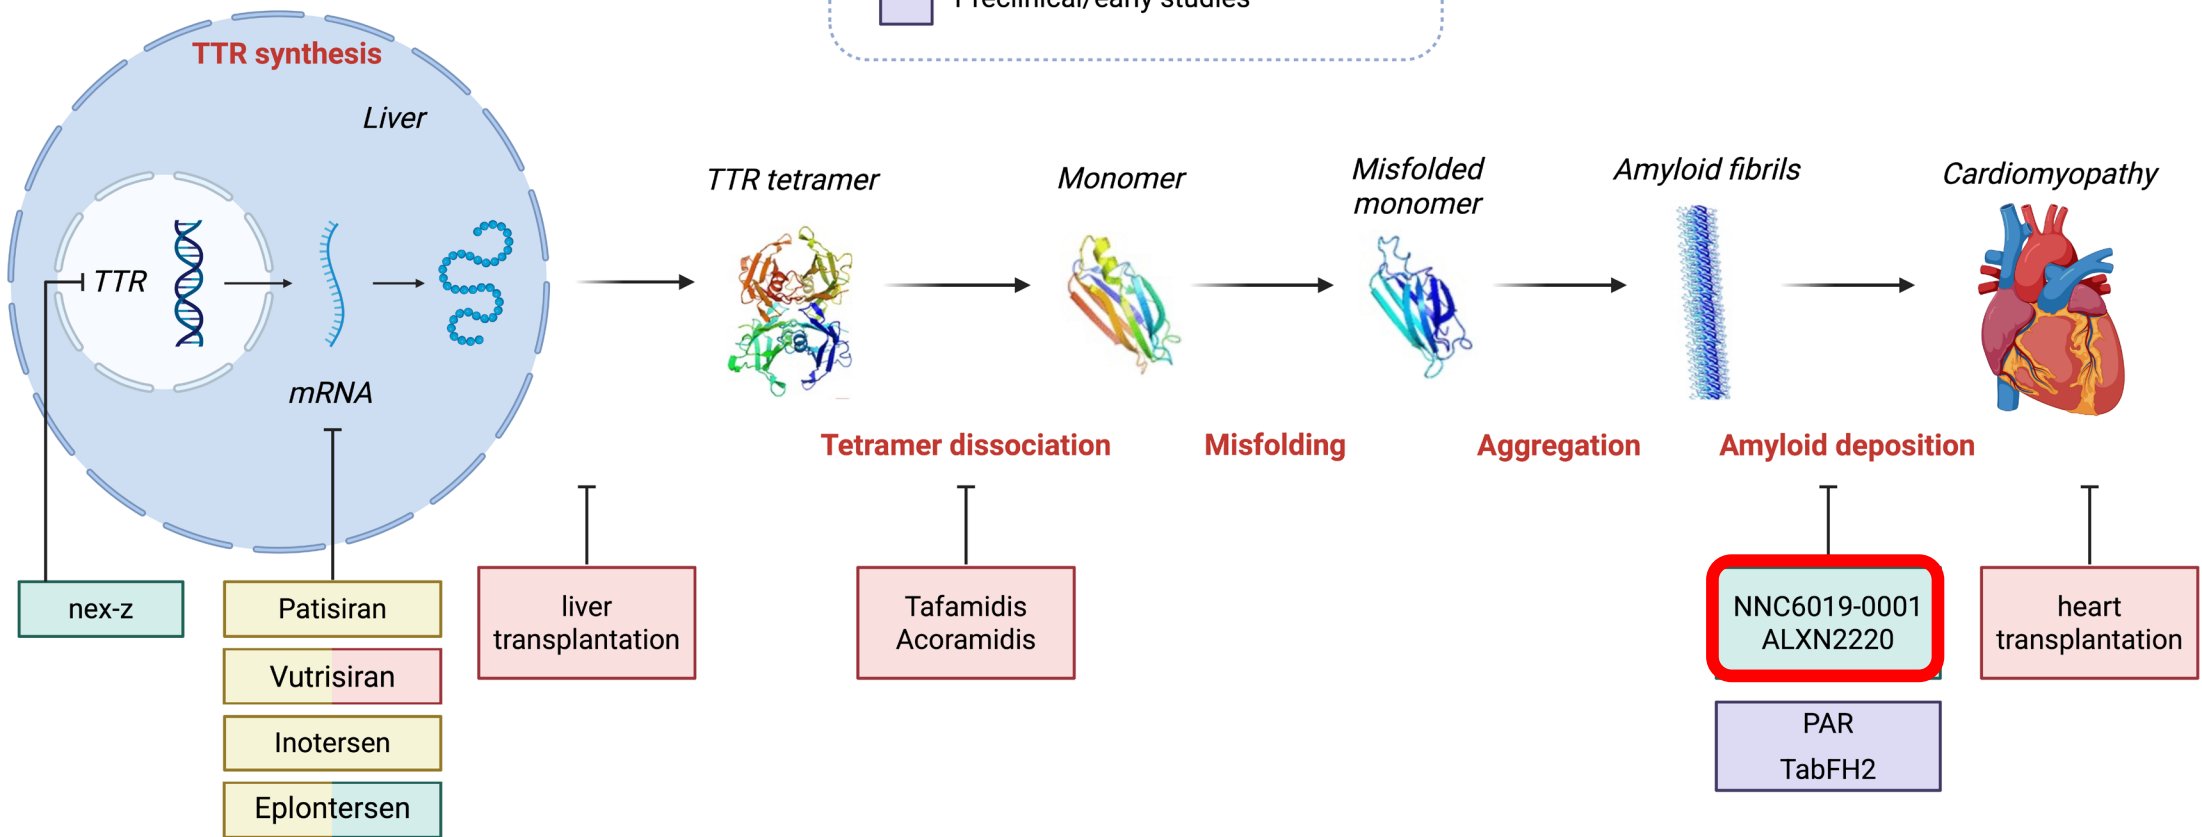 Preclinical/early studies
TTR synthesis
Liver
TTR
mRNA
TTR tetramer
Monomer
Misfolded
monomer
Amyloid fibrils
Cardiomyopathy
Tetramer dissociation
Misfolding
Aggregation
Amyloid deposition
nex-z
Patisiran
Vutrisiran
Inotersen
Eplontersen
liver
transplantation
Tafamidis
Acoramidis
NNC6019-0001
ALXN2220
PAR
TabFH2
heart
transplantation